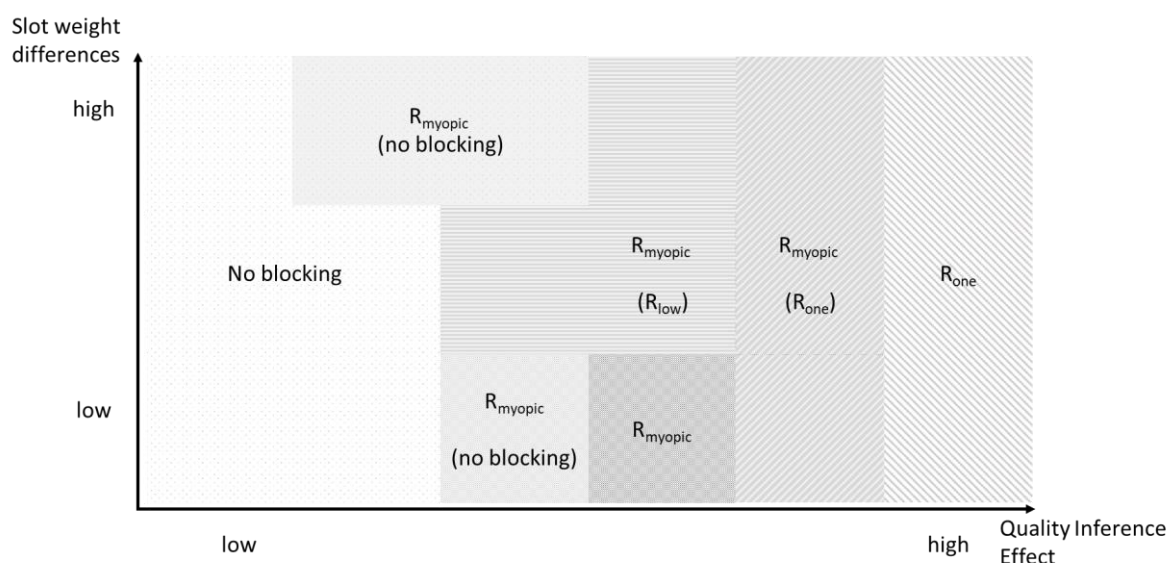 Slot weight
differences
high
R_myopic
(no blocking)
No blocking
R_myopic
(R_low)
R_myopic
(R_one)
R_one
low
R_myopic
(no blocking)
R_myopic
low
high
Quality Inference
Effect